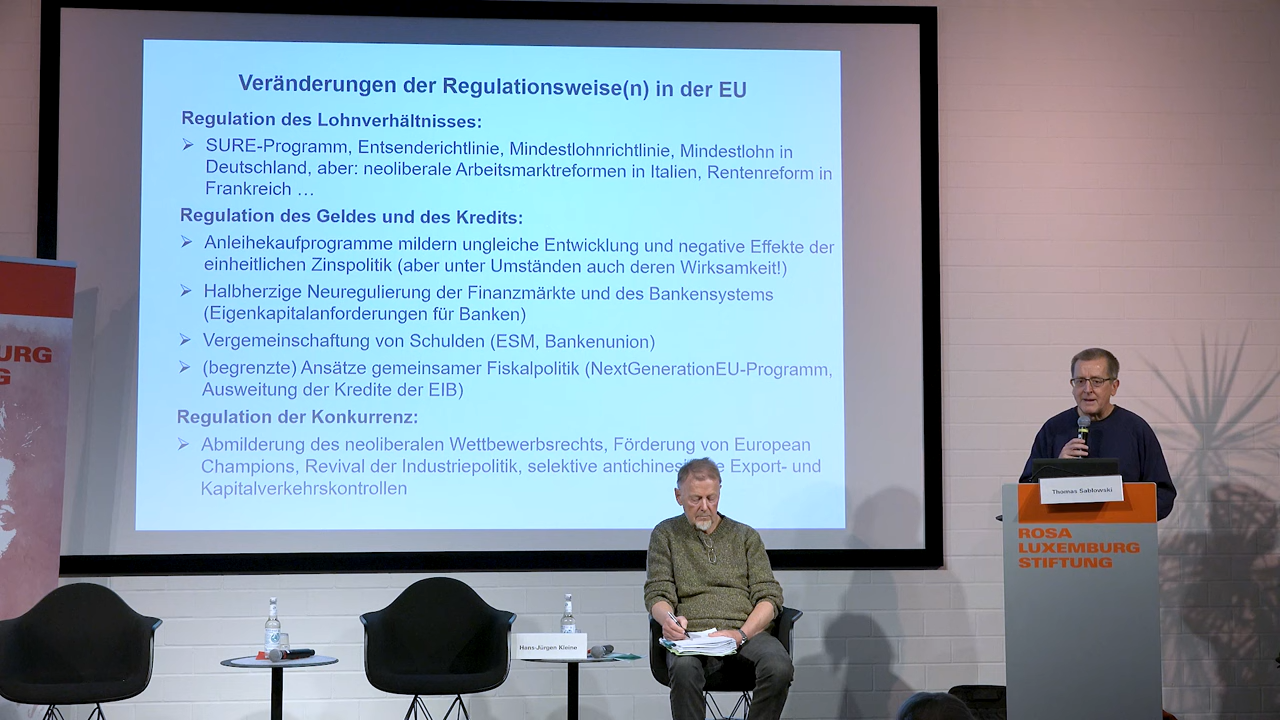 Veränderungen der Regulationsweise(n) in der EU
Regulation des Lohnverhältnisses:
➢ SURE-Programm, Entsenderichtlinie, Mindestlohnrichtlinie, Mindestlohn in
Deutschland, aber: neoliberale Arbeitsmarktreformen in Italien, Rentenreform in
Frankreich …
Regulation des Geldes und des Kredits:
➢ Anleihekaufprogramme mildern ungleiche Entwicklung und negative Effekte der
einheitlichen Zinspolitik (aber unter Umständen auch deren Wirksamkeit!)
➢ Halbherzige Neuregulierung der Finanzmärkte und des Bankensystems
(Eigenkapitalanforderungen für Banken)
➢ Vergemeinschaftung von Schulden (ESM, Bankenunion)
➢ (begrenzte) Ansätze gemeinsamer Fiskalpolitik (NextGenerationEU-Programm,
Ausweitung der Kredite der EIB)
Regulation der Konkurrenz:
➢ Abmilderung des neoliberalen Wettbewerbsrechts, Förderung von European
Champions, Revival der Industriepolitik, selektive Export- und
Kapitalverkehrskontrollen
URG
G
Hans-Jürgen Kleine
Thomas Sablowski
ROSA
LUXEMBURG
STIFTUNG